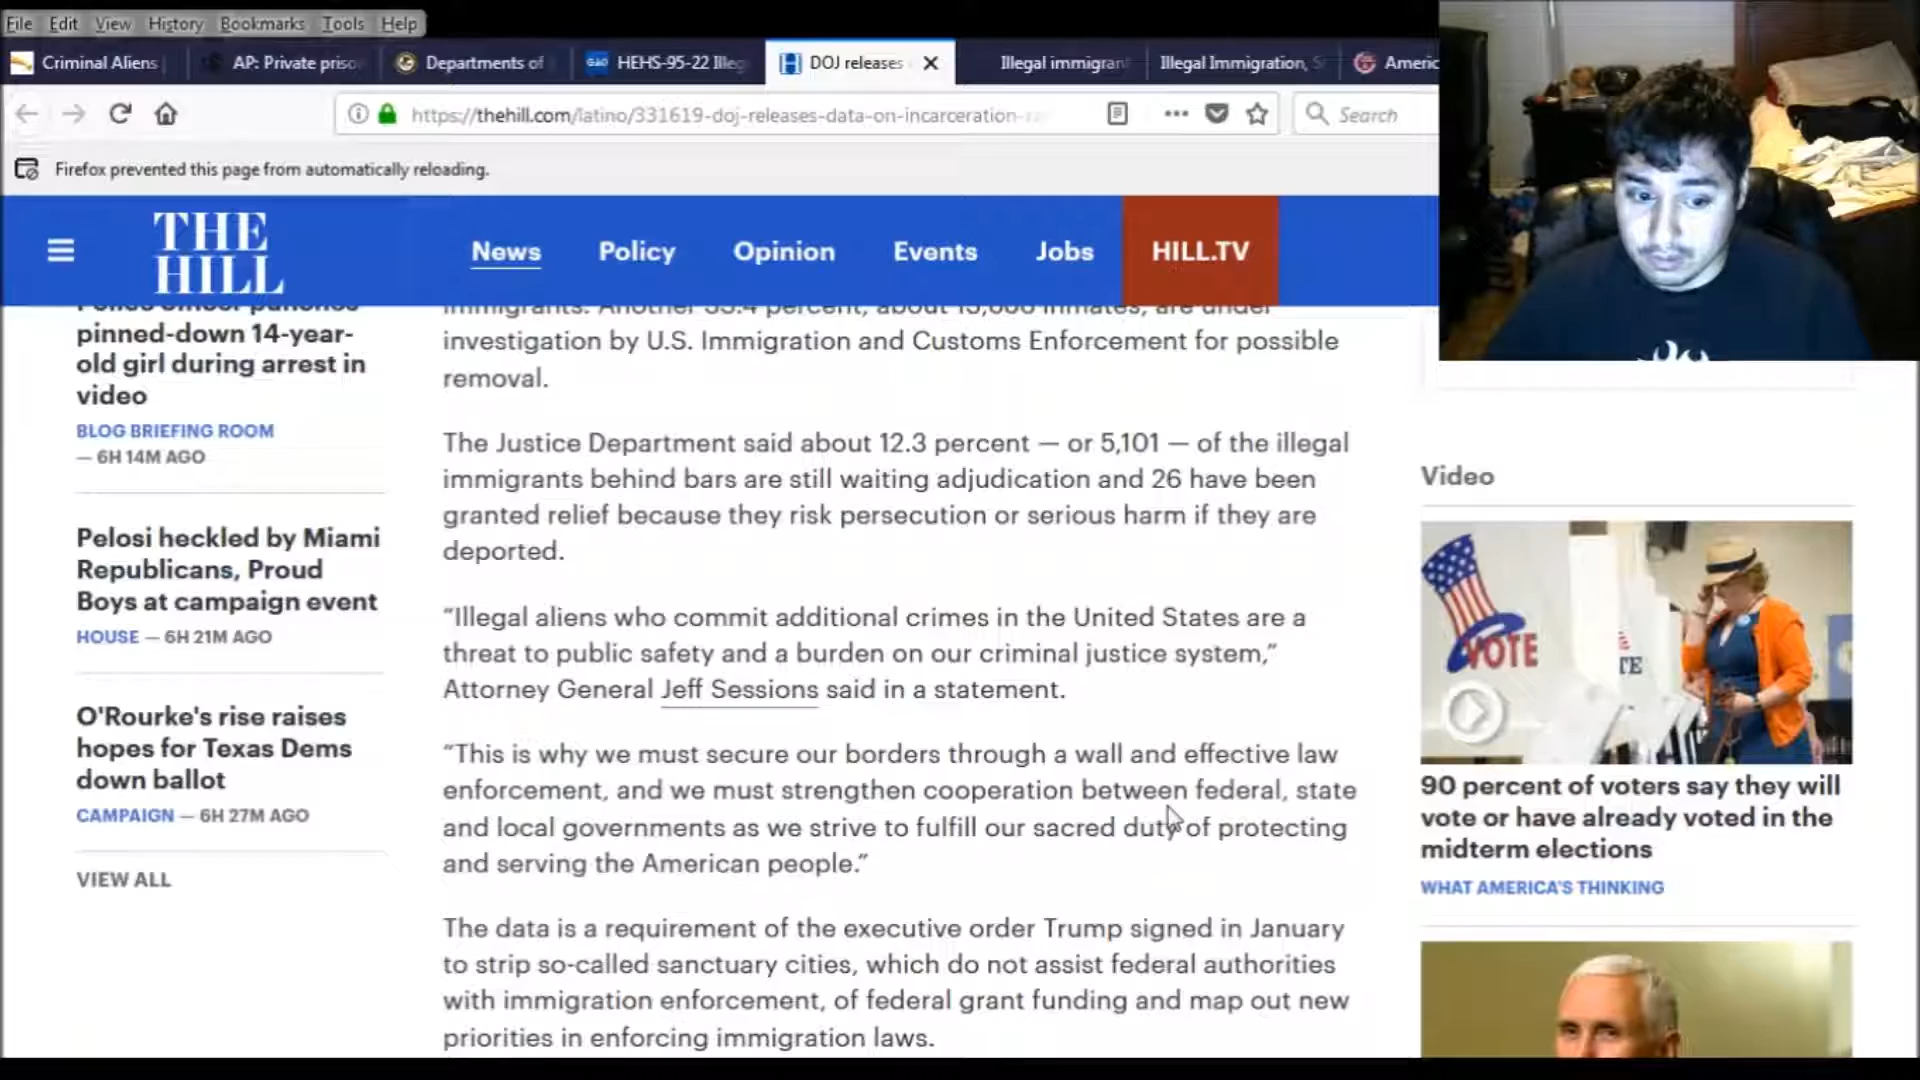 File Edit View History Bookmarks Tools Help
Criminal Aliens
AP: Private priso
Departments of
HEHS-95-22 Illeg
DOJ releases
Illegal immigran
Illegal Immigration, S
Americ
https://thehill.com/latino/331619-doj-releases-data-on-incarceration-
Search
Firefox prevented this page from automatically reloading.
THE
HILL
News Policy Opinion Events Jobs HILL.TV
pinned-down 14-year-
old girl during arrest in
video
BLOG BRIEFING ROOM
— 6H 14M AGO
Pelosi heckled by Miami
Republicans, Proud
Boys at campaign event
HOUSE — 6H 21M AGO
O'Rourke's rise raises
hopes for Texas Dems
down ballot
CAMPAIGN — 6H 27M AGO
VIEW ALL
immigrants. Another percent, about inmates, are under
investigation by U.S. Immigration and Customs Enforcement for possible
removal.
The Justice Department said about 12.3 percent — or 5,101 — of the illegal
immigrants behind bars are still waiting adjudication and 26 have been
granted relief because they risk persecution or serious harm if they are
deported.
“Illegal aliens who commit additional crimes in the United States are a
threat to public safety and a burden on our criminal justice system,”
Attorney General Jeff Sessions said in a statement.
“This is why we must secure our borders through a wall and effective law
enforcement, and we must strengthen cooperation between federal, state
and local governments as we strive to fulfill our sacred duty of protecting
and serving the American people.”
The data is a requirement of the executive order Trump signed in January
to strip so-called sanctuary cities, which do not assist federal authorities
with immigration enforcement, of federal grant funding and map out new
priorities in enforcing immigration laws.
Video
VOTE
TE
90 percent of voters say they will
vote or have already voted in the
midterm elections
WHAT AMERICA'S THINKING